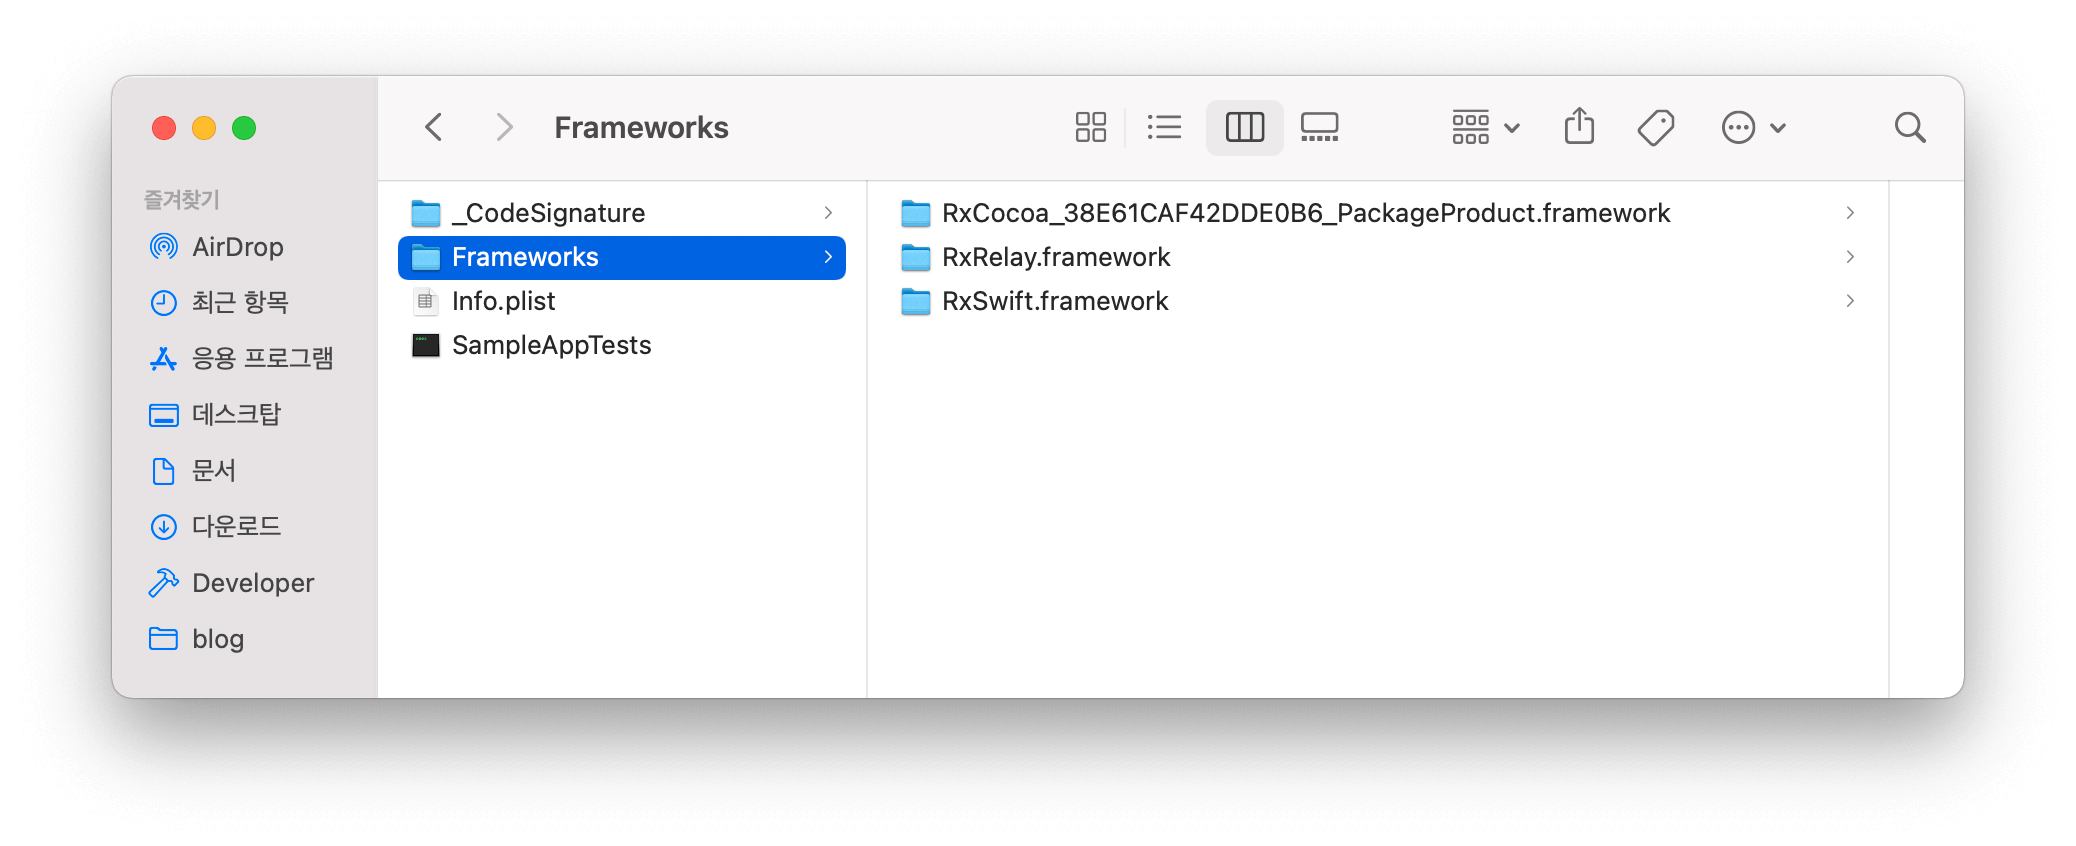 Frameworks
즐겨찾기
AirDrop
최근 항목
응용 프로그램
데스크탑
문서
다운로드
Developer
blog
_CodeSignature
Frameworks
Info.plist
SampleAppTests
RxCocoa_38E61CAF42DDE0B6_PackageProduct.framework
RxRelay.framework
RxSwift.framework